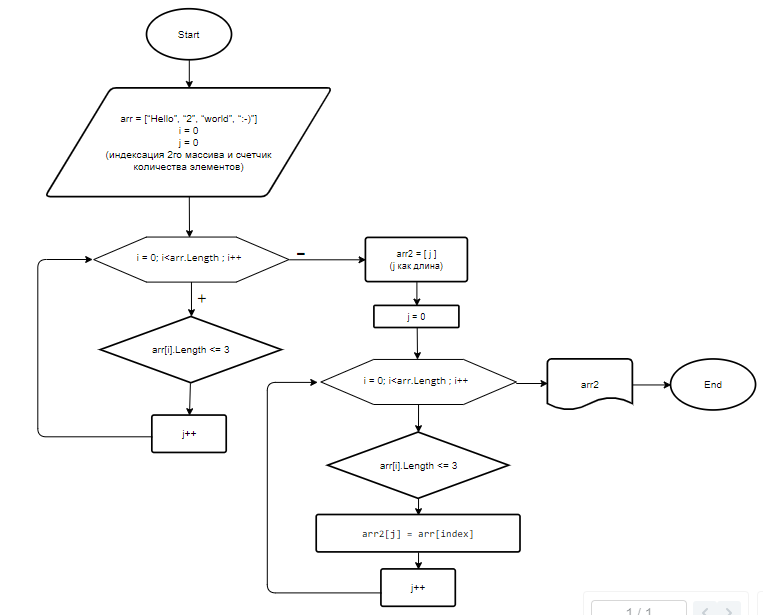 Start
arr = ["Hello", "2", "world", ":-)"]
i = 0
j = 0
(индексация 2го массива и счетчик
количества элементов)
i = 0; i<arr.Length ; i++
–
arr2 = [ j ]
(j как длина)
+
j = 0
arr[i].Length <= 3
i = 0; i<arr.Length ; i++
arr2
End
j++
arr[i].Length <= 3
arr2[j] = arr[index]
j++
1 / 1